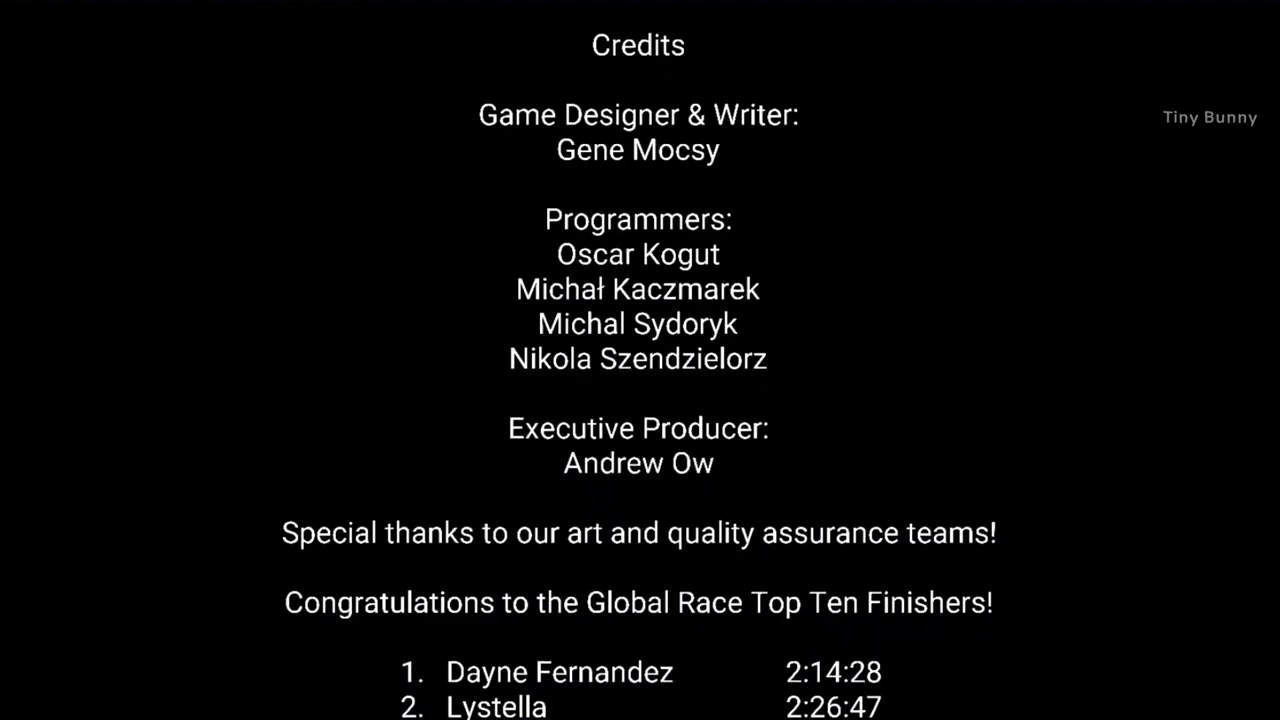 Credits
Game Designer & Writer:
Tiny Bunny
Gene Mocsy
Programmers:
Oscar Kogut
Michał Kaczmarek
Michal Sydoryk
Nikola Szendzielorz
Executive Producer:
Andrew Ow
Special thanks to our art and quality assurance teams!
Congratulations to the Global Race Top Ten Finishers!
1. Dayne Fernandez 2:14:28
2. Lystella 2:26:47